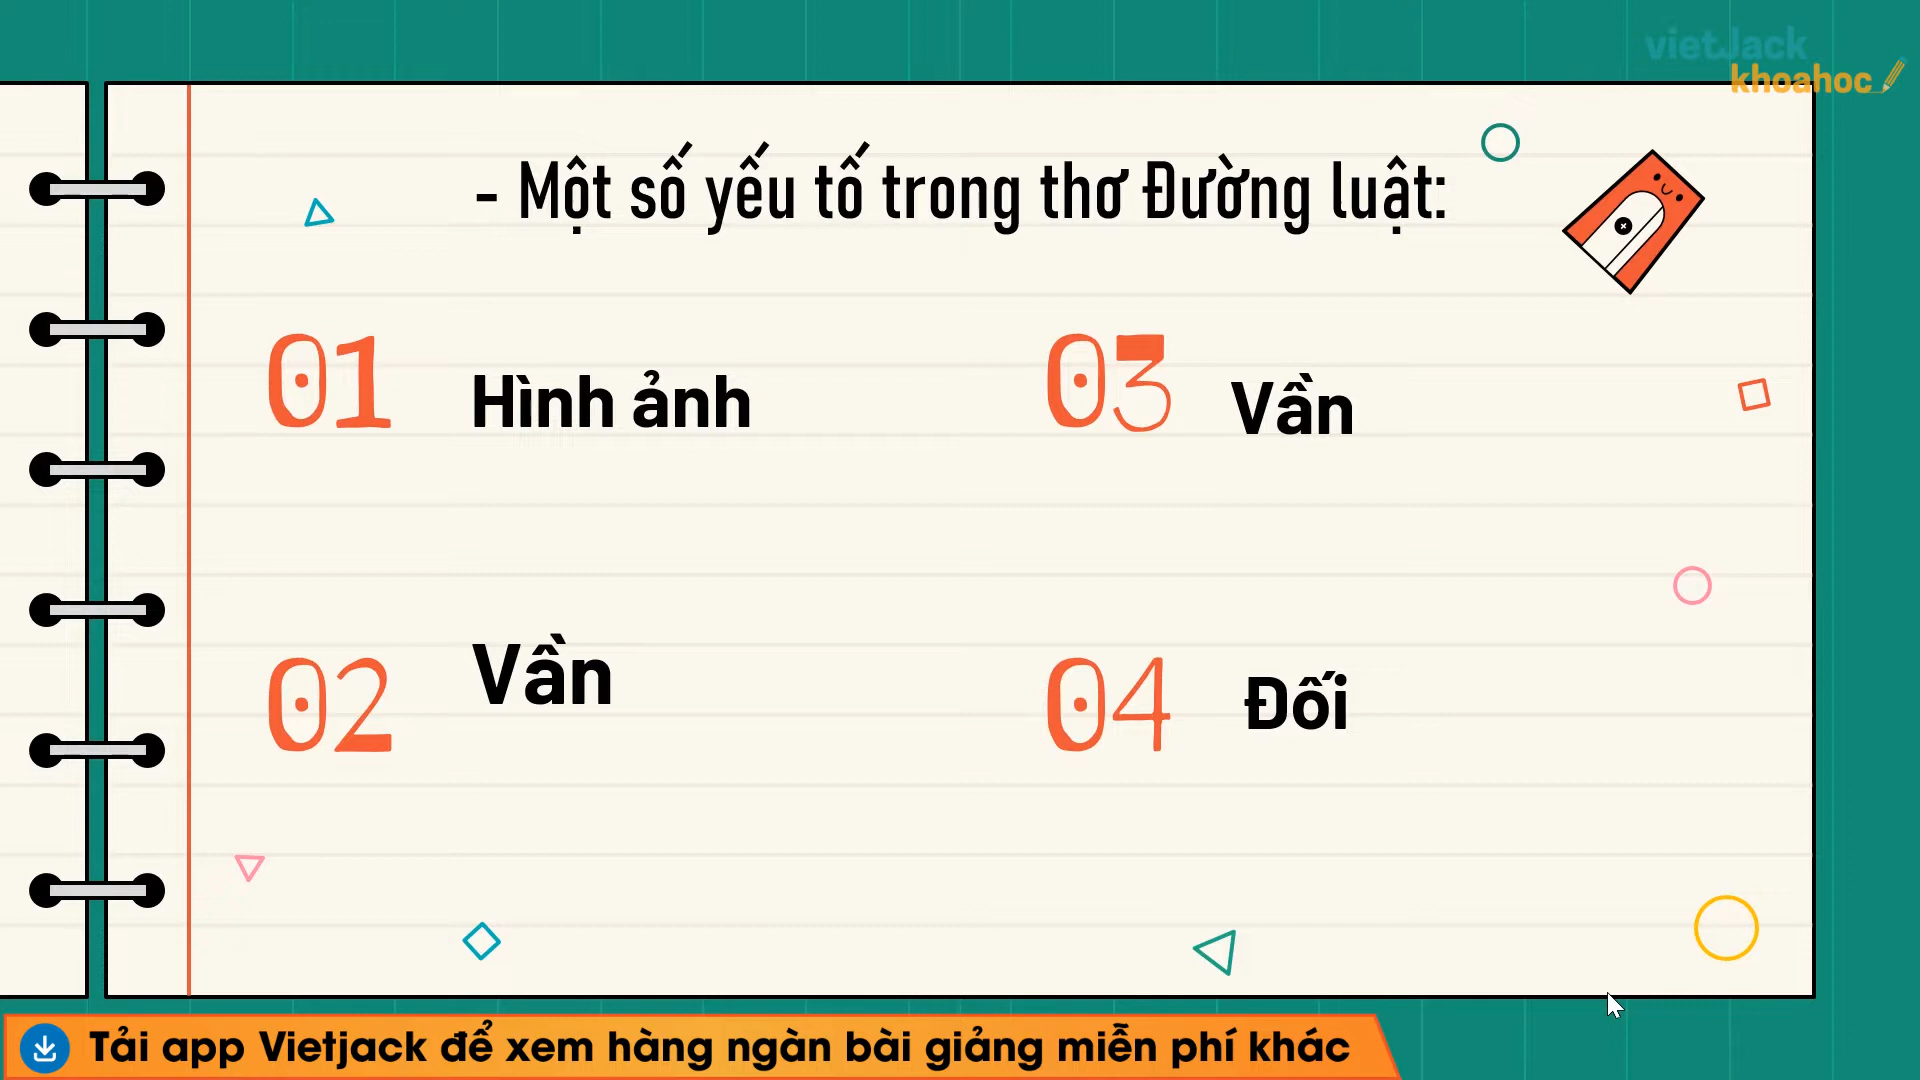 vietJack
khoahoc
- Một số yếu tố trong thơ Đường luật:
01
Hình ảnh
03
Vần
02
Vần
04
Đối
Tải app Vietjack để xem hàng ngàn bài giảng miễn phí khác